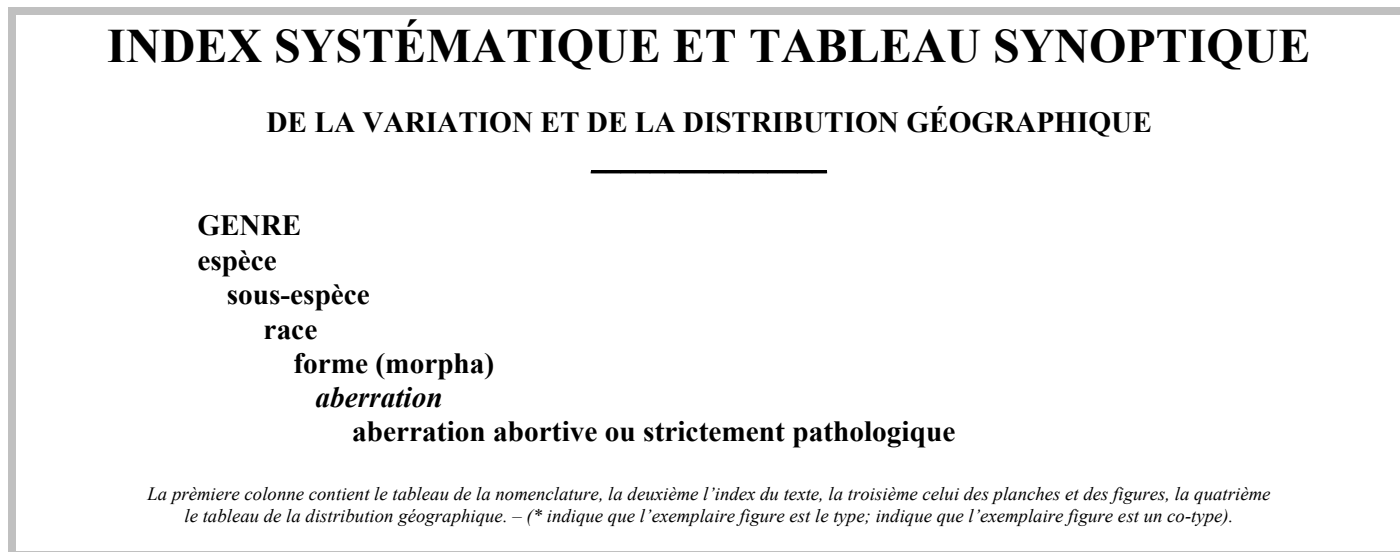 INDEX SYSTÉMATIQUE ET TABLEAU SYNOPTIQUE
DE LA VARIATION ET DE LA DISTRIBUTION GÉOGRAPHIQUE
GENRE
espèce
sous-espèce
race
forme (morpha)
aberration
aberration abortive ou strictement pathologique
La prèmiere colonne contient le tableau de la nomenclature, la deuxième l’index du texte, la troisième celui des planches et des figures, la quatrième
le tableau de la distribution géographique. – (* indique que l’exemplaire figure est le type; indique que l’exemplaire figure est un co-type).